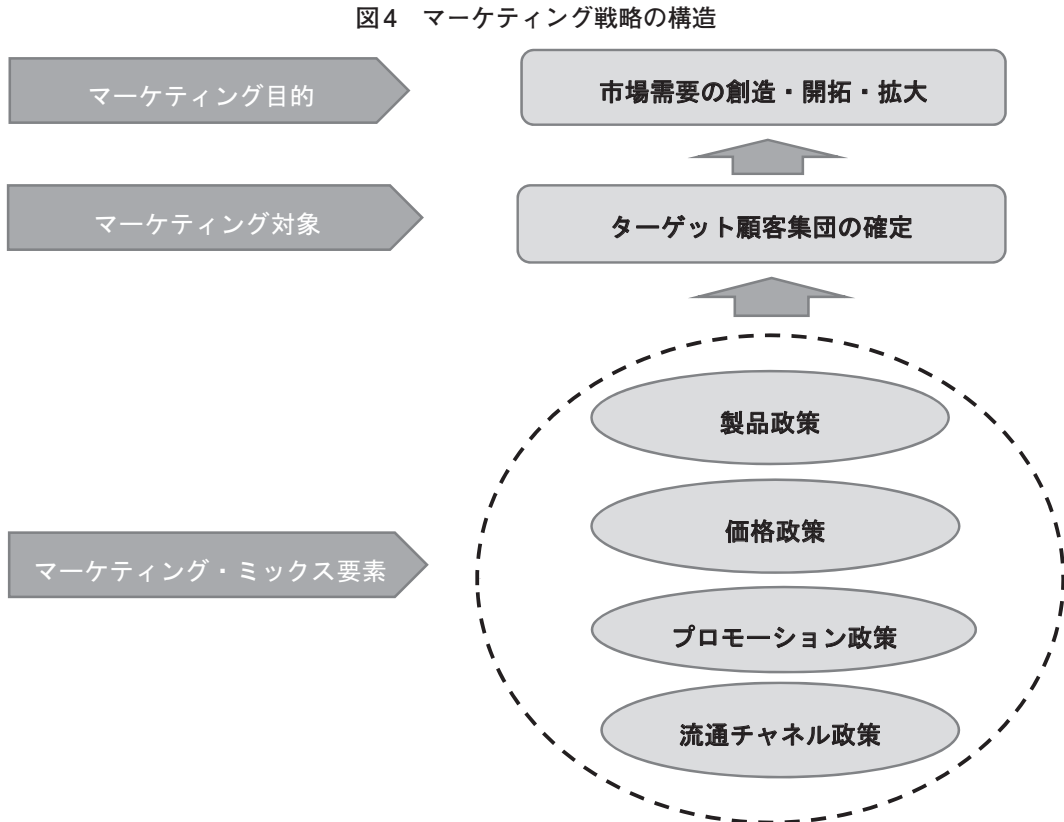 図4 マーケティング戦略の構造
マーケティング目的
市場需要の創造・開拓・拡大
マーケティング対象
ターゲット顧客集団の確定
マーケティング・ミックス要素
製品政策
価格政策
プロモーション政策
流通チャネル政策